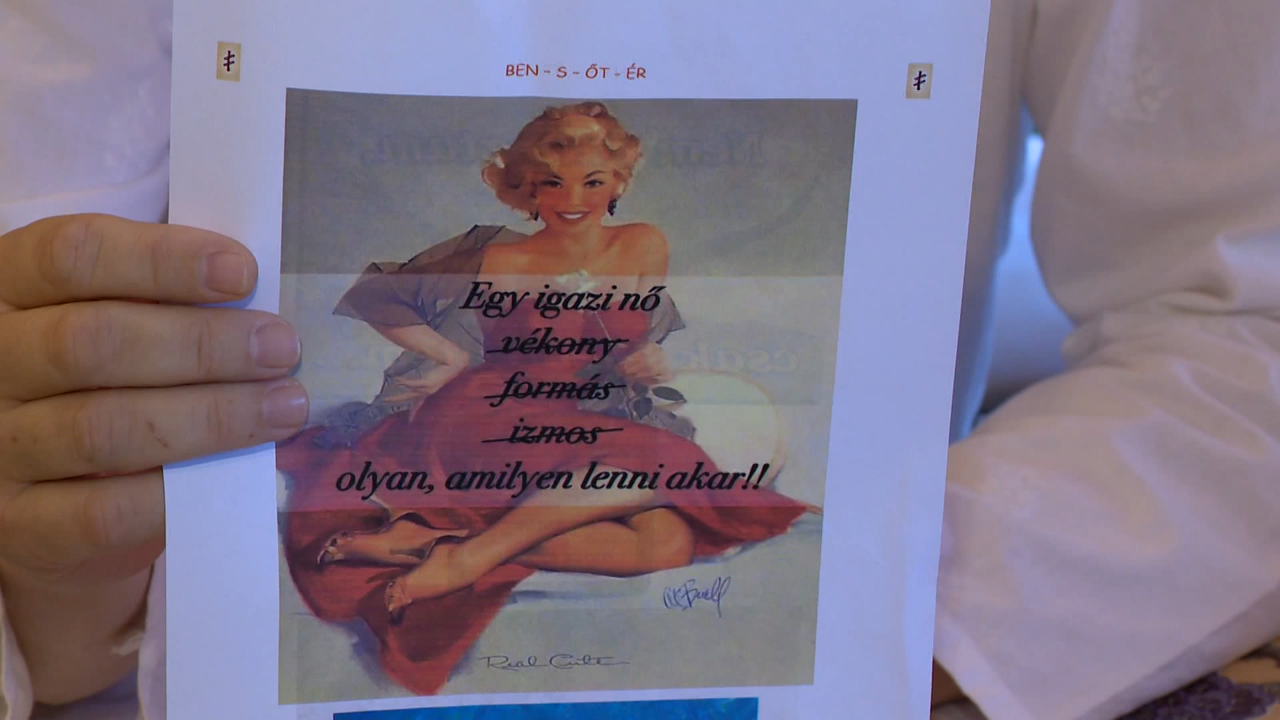 BEN - S - ŐT - ÉR
Egy igazi nő
vékony
formás
izmos
olyan, amilyen lenni akar!!